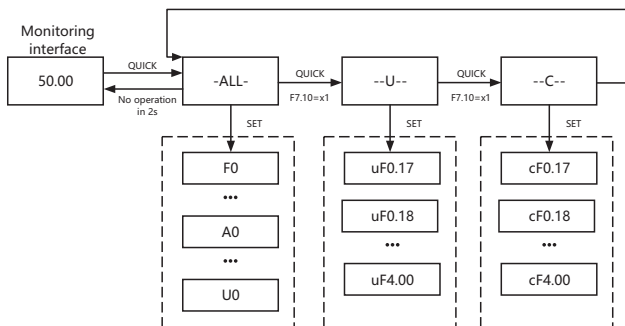 Monitoring
interface
50.00
QUICK
No operation
in 2s
-ALL-
QUICK
F7.10=x1
--U--
QUICK
F7.10=x1
--C--
SET
SET
SET
F0
...
A0
...
U0
uF0.17
uF0.18
...
uF4.00
cF0.17
cF0.18
...
cF4.00